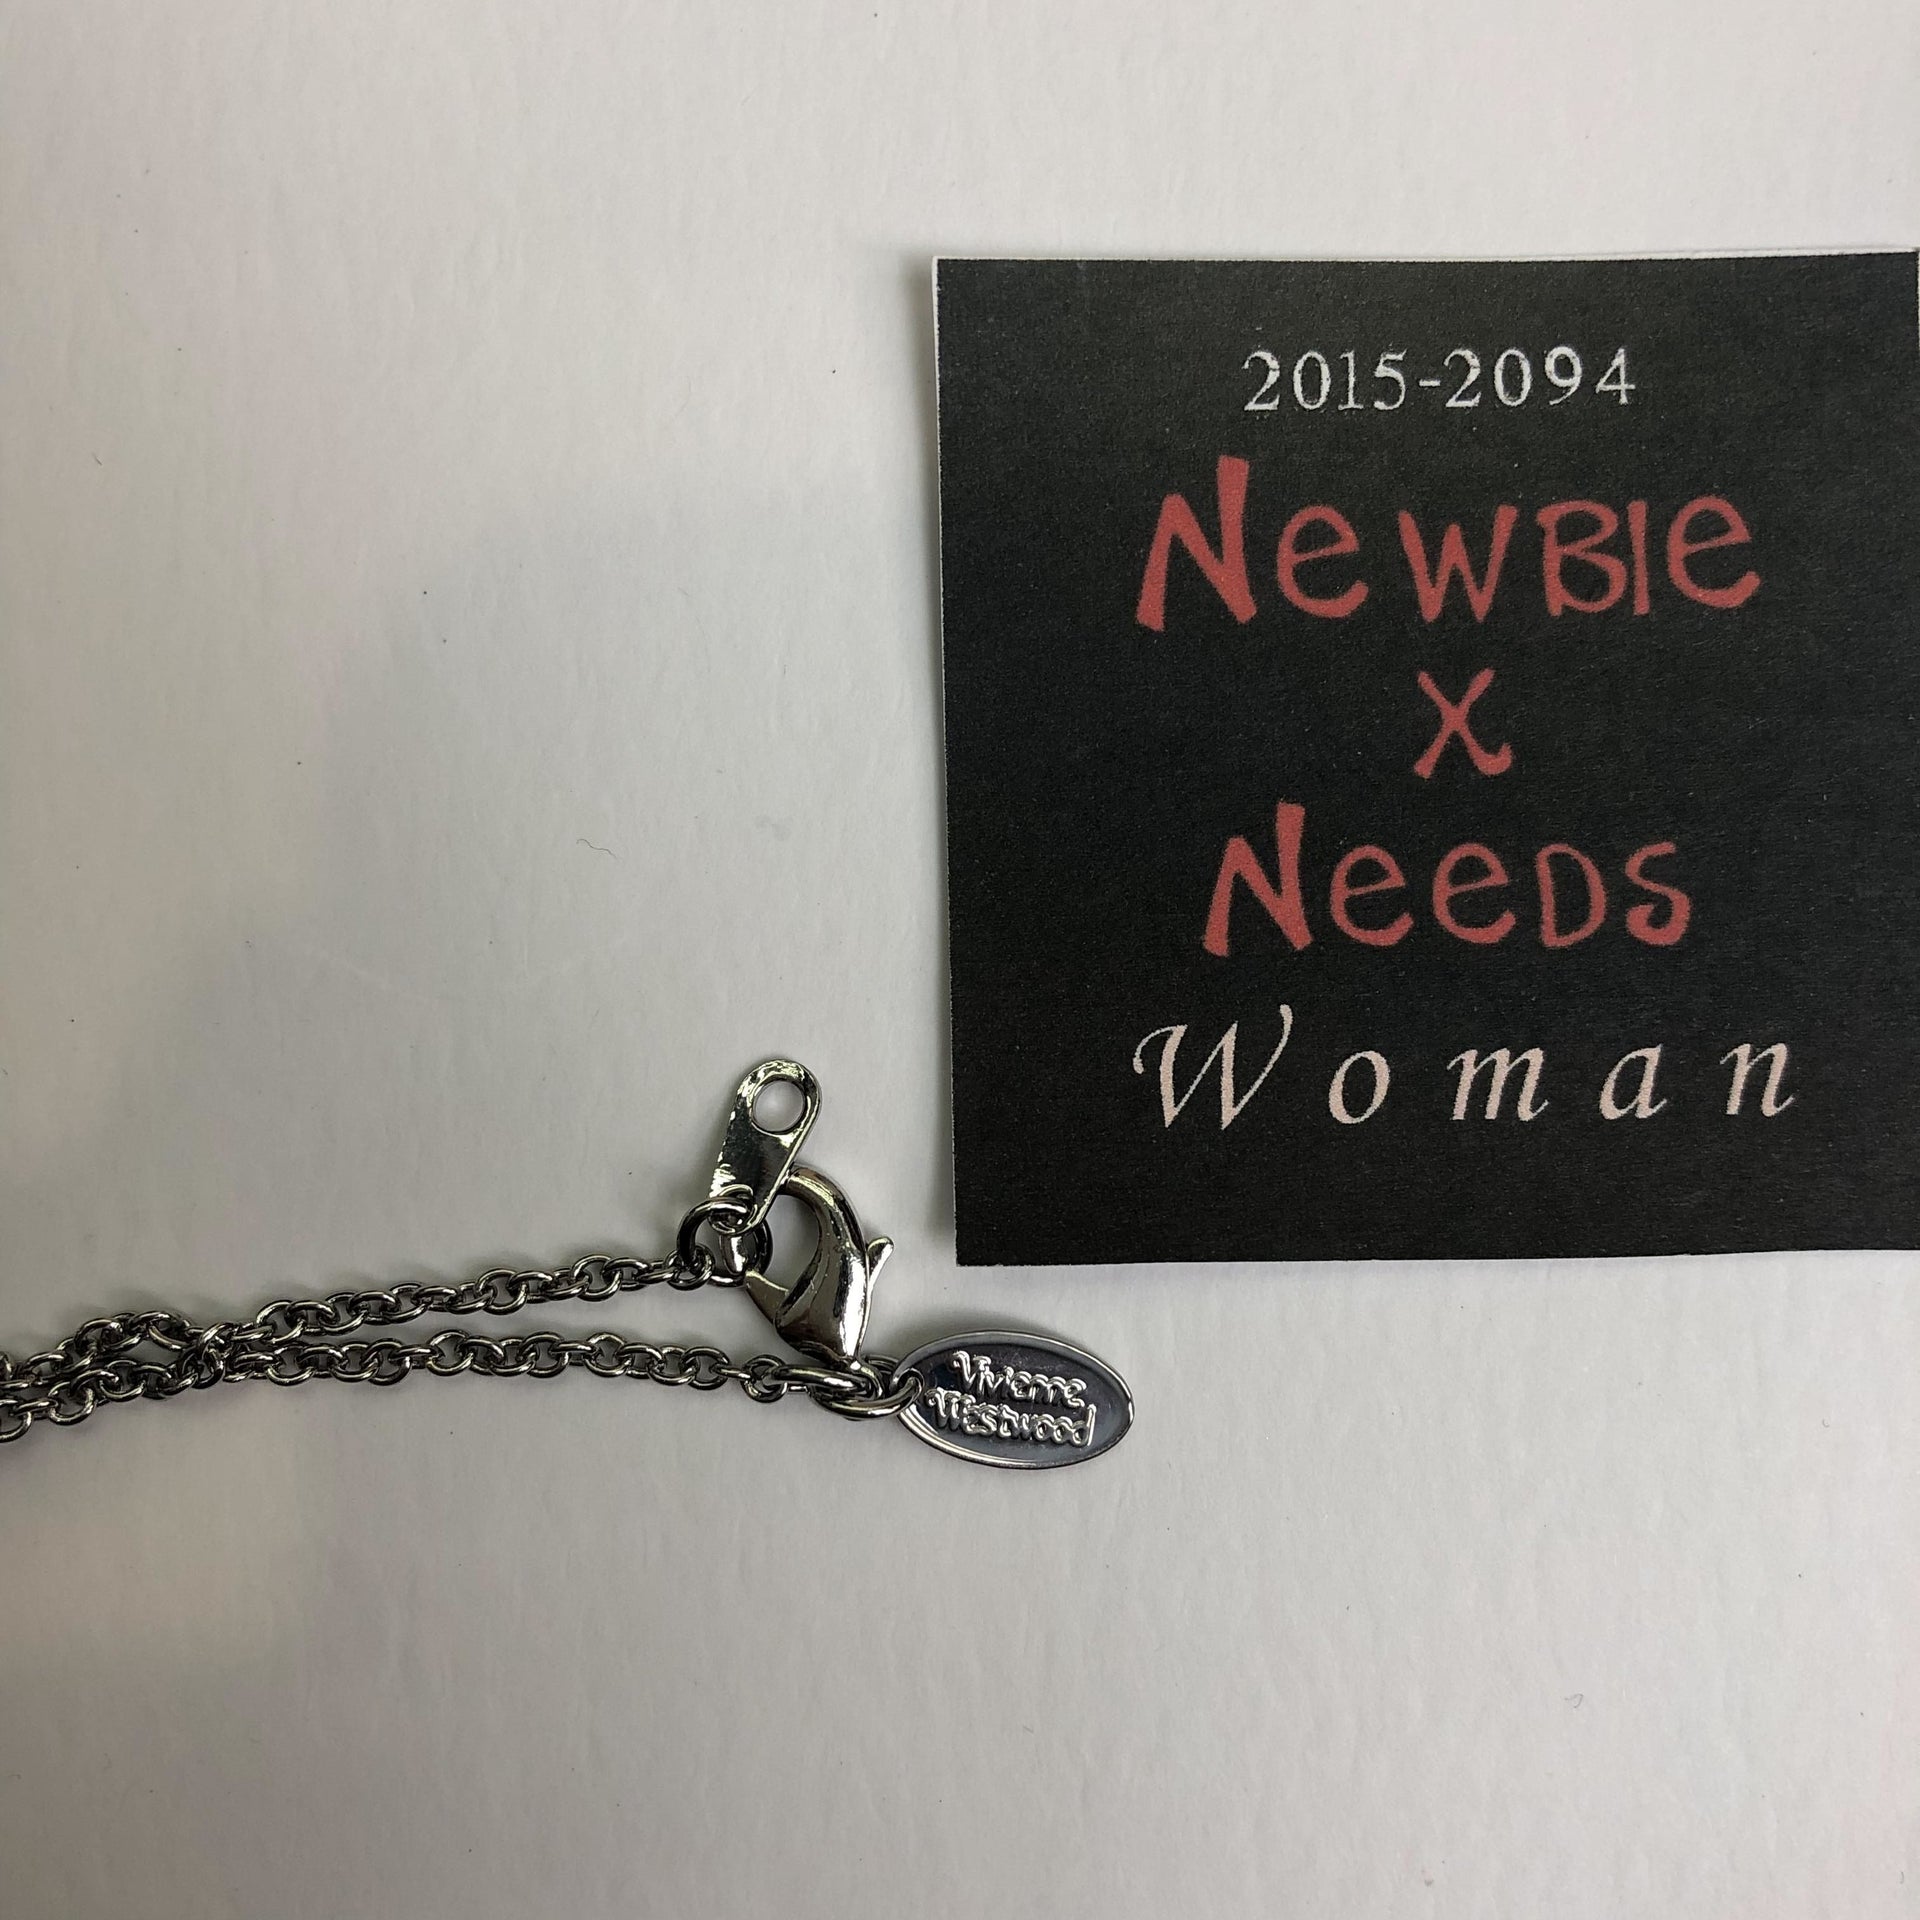 2015-2094
Newbie
x
Needs
Woman
Vivienne
Westwood